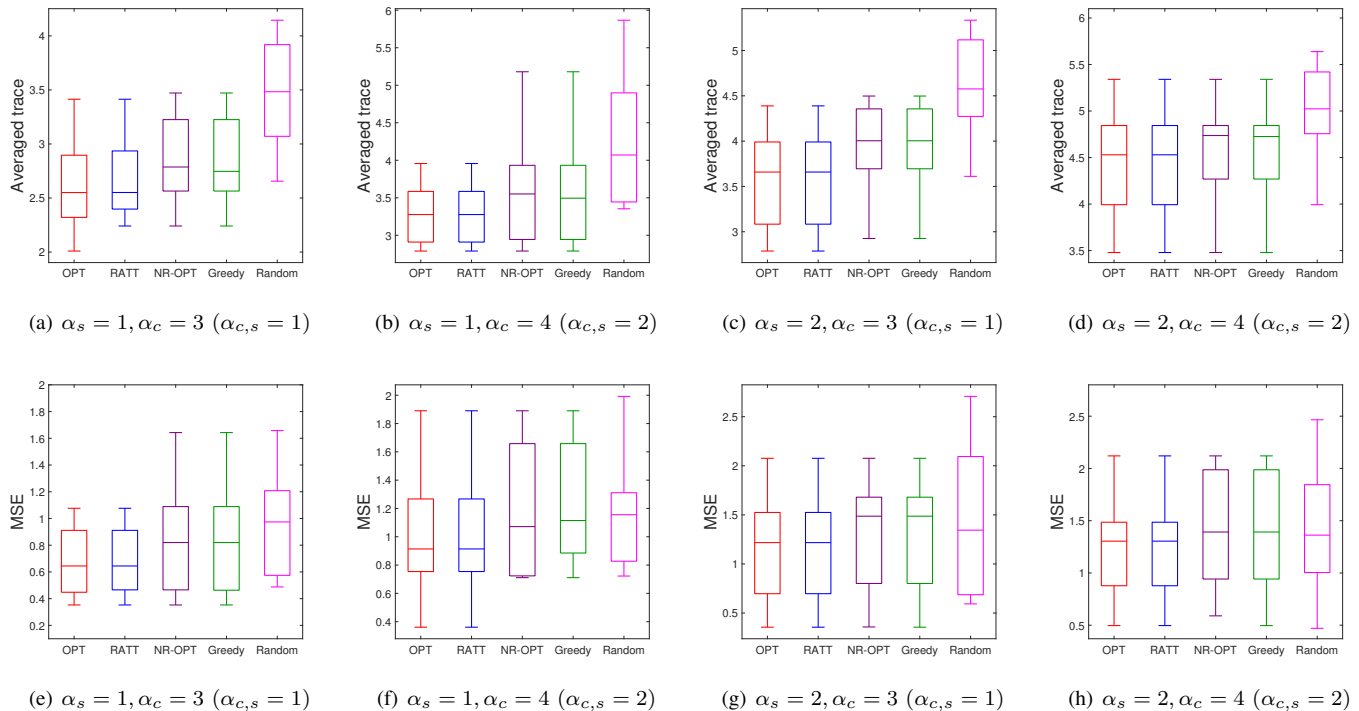 Averaged trace
4
3.5
3
2.5
2
OPT RATT NR-OPT Greedy Random
(a) αs = 1, αc = 3 (αc,s = 1)
Averaged trace
6
5.5
5
4.5
4
3.5
3
OPT RATT NR-OPT Greedy Random
(b) αs = 1, αc = 4 (αc,s = 2)
Averaged trace
5
4.5
4
3.5
3
OPT RATT NR-OPT Greedy Random
(c) αs = 2, αc = 3 (αc,s = 1)
Averaged trace
6
5.5
5
4.5
4
3.5
OPT RATT NR-OPT Greedy Random
(d) αs = 2, αc = 4 (αc,s = 2)
MSE
2
1.8
1.6
1.4
1.2
1
0.8
0.6
0.4
0.2
OPT RATT NR-OPT Greedy Random
(e) αs = 1, αc = 3 (αc,s = 1)
MSE
2
1.8
1.6
1.4
1.2
1
0.8
0.6
0.4
OPT RATT NR-OPT Greedy Random
(f) αs = 1, αc = 4 (αc,s = 2)
MSE
2.5
2
1.5
1
0.5
OPT RATT NR-OPT Greedy Random
(g) αs = 2, αc = 3 (αc,s = 1)
MSE
2.5
2
1.5
1
0.5
OPT RATT NR-OPT Greedy Random
(h) αs = 2, αc = 4 (αc,s = 2)